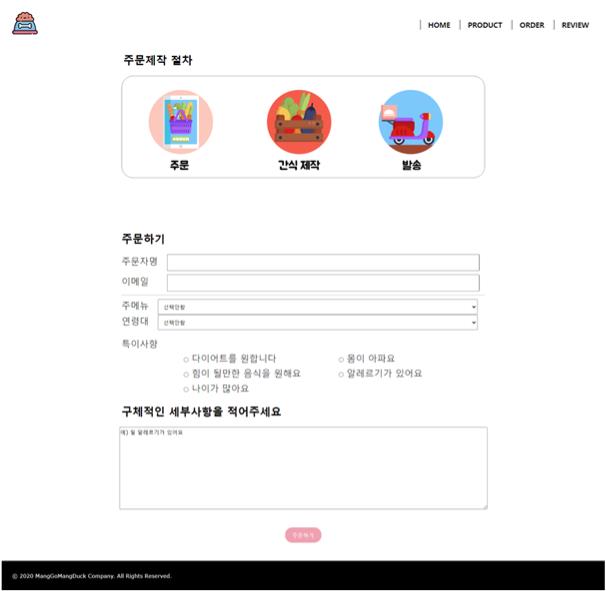 HOME PRODUCT ORDER REVIEW
주문제작 절차
주문 간식 제작 발송
주문하기
주문자명
이메일
주메뉴 선택안함
연령대 선택안함
특이사항
다이어트를 원합니다 몸이 아파요
힘이 될만한 음식을 원해요 알레르기가 있어요
나이가 많아요
구체적인 세부사항을 적어주세요
예) 밀 알레르기가 있어요
주문하기
© 2020 MangGoMangDuck Company. All Rights Reserved.